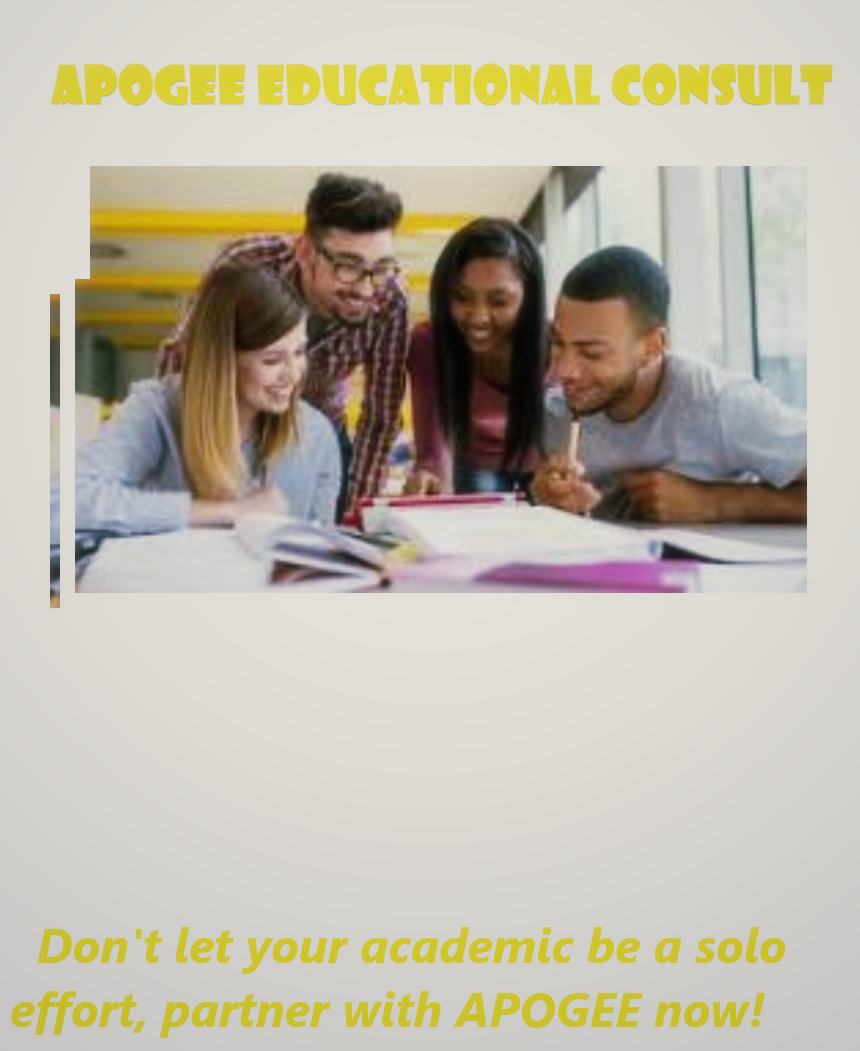 APOGEE EDUCATIONAL CONSULT
Don't let your academic be a solo
effort, partner with APOGEE now!